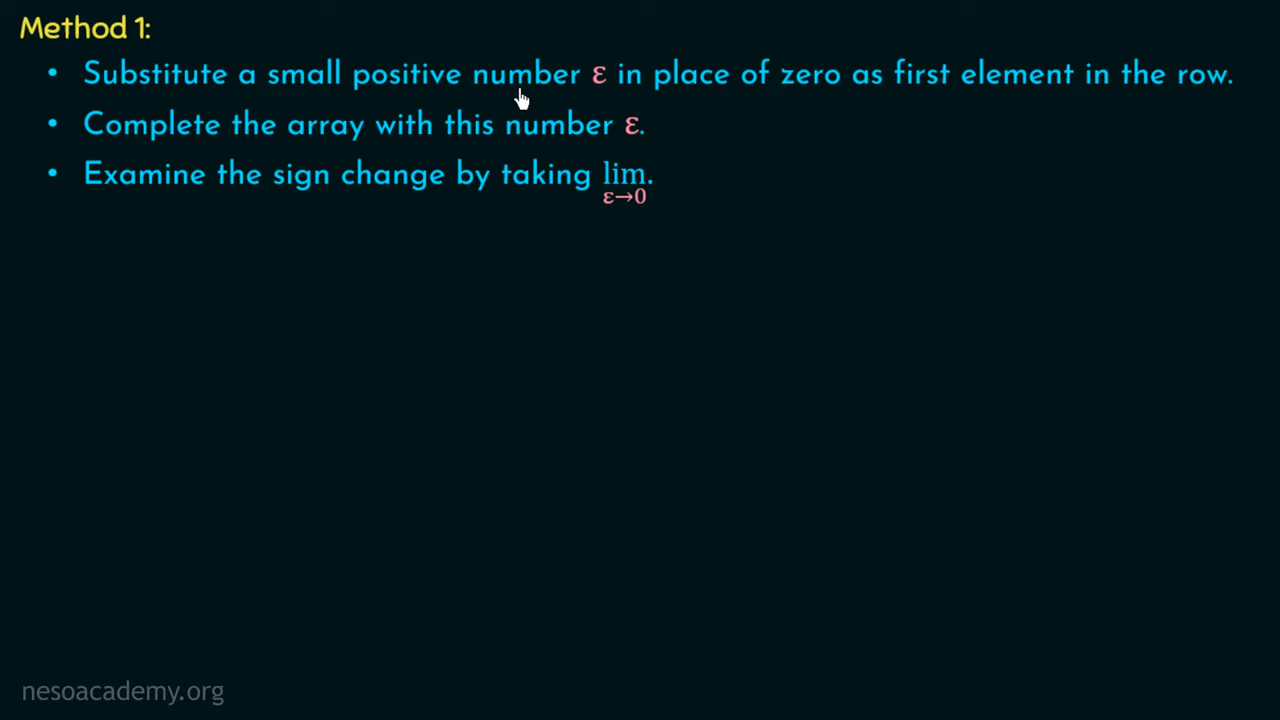 Method 1:
• Substitute a small positive number ε in place of zero as first element in the row.
• Complete the array with this number ε.
• Examine the sign change by taking lim.
ε→0
nesoacademy.org